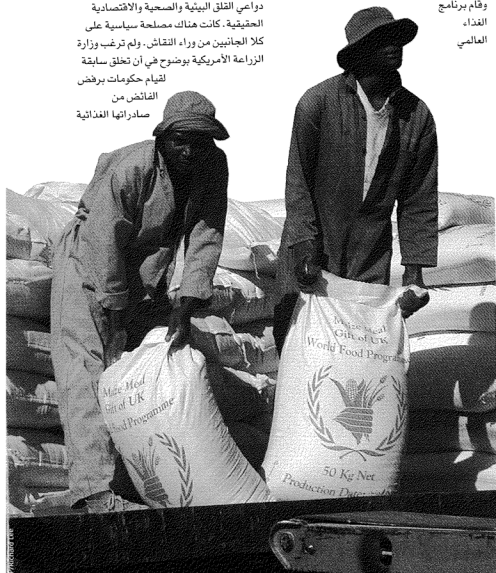 دواعي القلق البيئية والصحية والاقتصادية
الحقيقية. كانت هناك مصلحة سياسية على
كلا الجانبين من وراء النقاش. ولم ترغب وزارة
الزراعة الأمريكية بوضوح في أن تخلق سابقة
لقيام حكومات برفض
الفائض من
صادراتها الغذائية
وقام برنامج
الغذاء
العالمي
Maize Meal
Gift of UK
World Food Programme
50 Kg Net
Production Date:
Maize Meal
Gift of UK
Food Programme